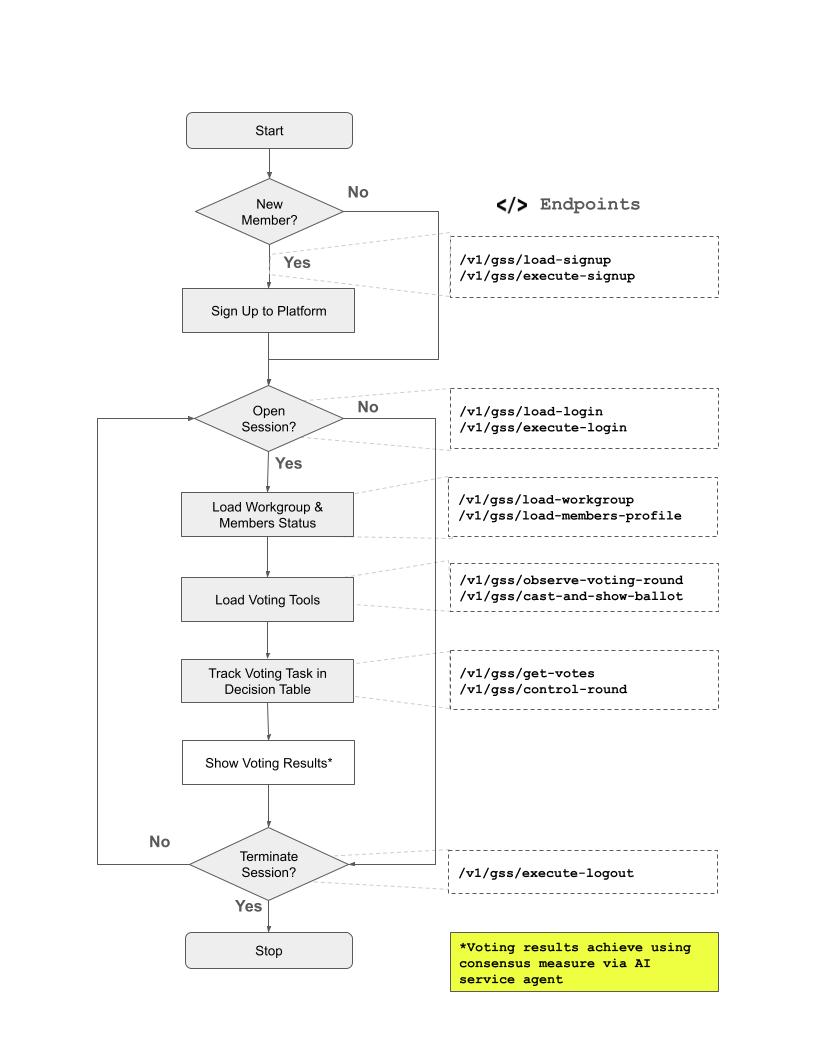 Start
New
Member?
No
</> Endpoints
/v1/gss/load-signup
/v1/gss/execute-signup
Yes
Sign Up to Platform
Open
Session?
No
/v1/gss/load-login
/v1/gss/execute-login
Yes
Load Workgroup &
Members Status
/v1/gss/load-workgroup
/v1/gss/load-members-profile
Load Voting Tools
/v1/gss/observe-voting-round
/v1/gss/cast-and-show-ballot
Track Voting Task in
Decision Table
/v1/gss/get-votes
/v1/gss/control-round
Show Voting Results*
No
Terminate
Session?
/v1/gss/execute-logout
Yes
Stop
*Voting results achieve using
consensus measure via AI
service agent